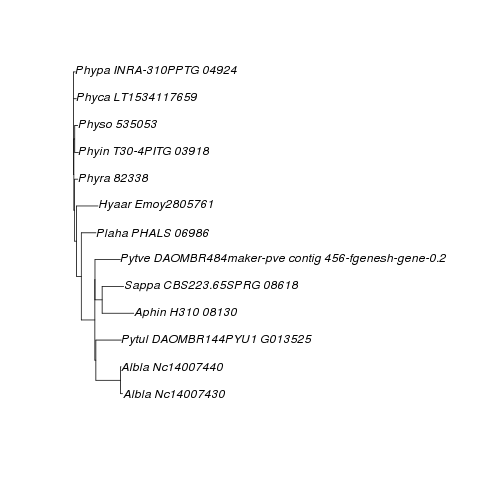 Phypa INRA-310PPTG 04924
Phyca LT1534117659
Physo 535053
Phyin T30-4PITG 03918
Phyra 82338
Hyaar Emoy2805761
Plaha PHALS 06986
Pytve DAOMBR484maker-pve contig 456-fgenesh-gene-0.2
Sappa CBS223.65SPRG 08618
Aphin H310 08130
Pytul DAOMBR144PYU1 G013525
Albla Nc14007440
Albla Nc14007430